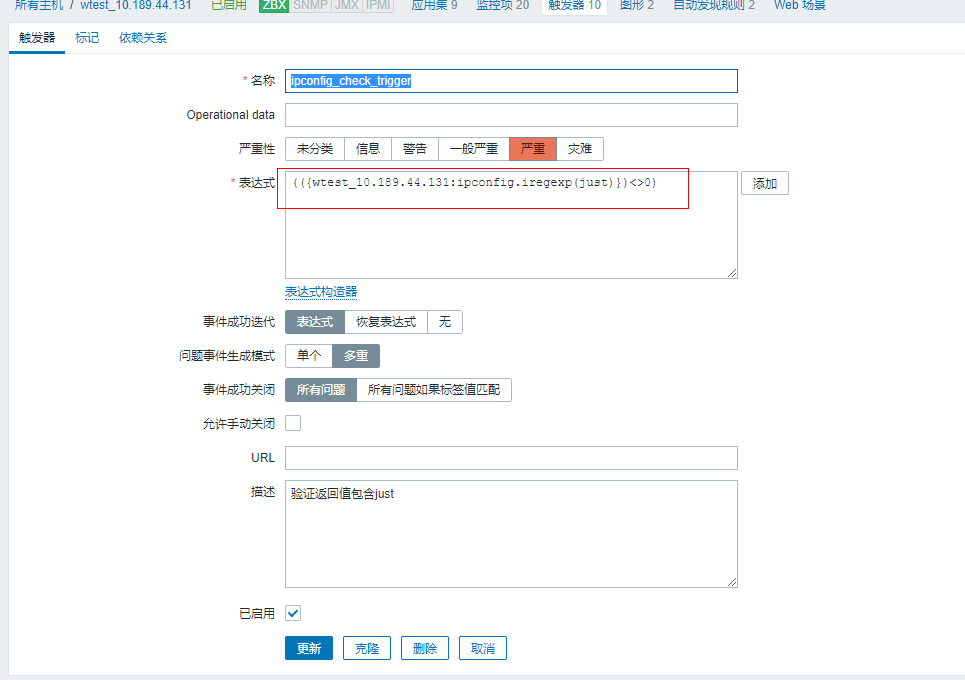 所有主机 / wtest_10.189.44.131 已启用 ZBX SNMP JMX IPMI 应用集 9 监控项 20 触发器 10 图形 2 自动发现规则 2 Web 场景
触发器 标记 依赖关系
* 名称 ipconfig_check_trigger
Operational data
严重性 未分类 信息 警告 一般严重 严重 灾难
* 表达式 (({wtest_10.189.44.131:ipconfig.iregexp(just)})<>0) 添加
表达式构造器
事件成功迭代 表达式 恢复表达式 无
问题事件生成模式 单个 多重
事件成功关闭 所有问题 所有问题如果标签值匹配
允许手动关闭
URL
描述 验证返回值包含just
已启用
更新 克隆 删除 取消